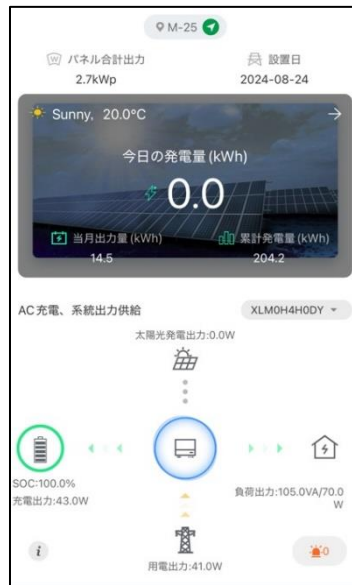 M-25
パネル合計出力
2.7kWp
設置日
2024-08-24
Sunny, 20.0°C
今日の発電量(kWh)
0.0
当月出力量(kWh)
14.5
累計発電量(kWh)
204.2
AC充電、系統出力供給
XLM0H4H0DY
太陽光発電出力:0.0W
SOC:100.0%
充電出力:43.0W
負荷出力:105.0VA/70.0
W
用電出力:41.0W
i
0